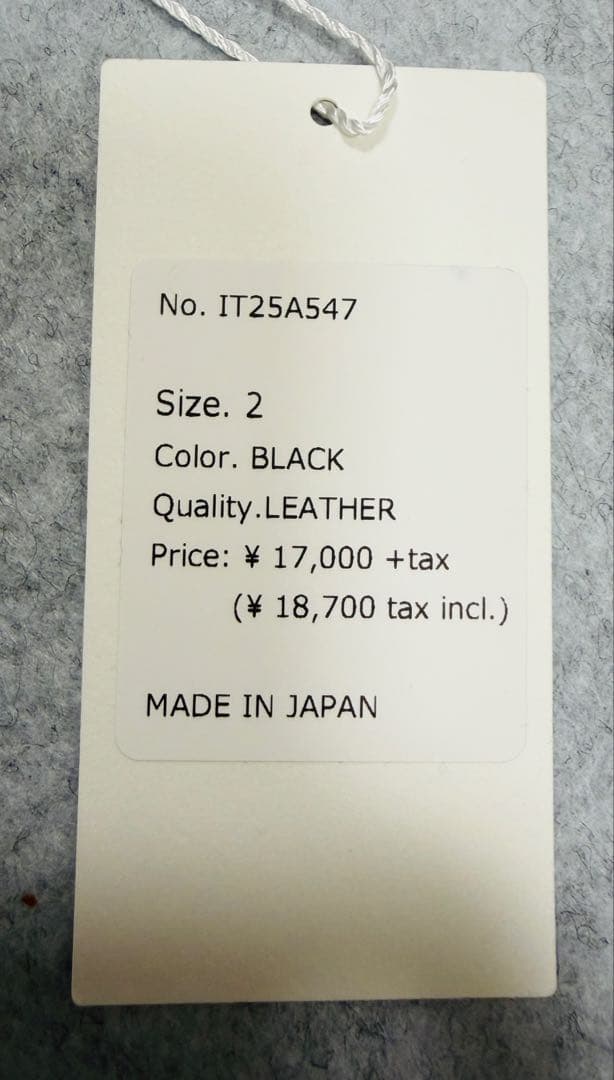 No. IT25A547
Size. 2
Color. BLACK
Quality.LEATHER
Price: ¥ 17,000 +tax
(¥ 18,700 tax incl.)
MADE IN JAPAN